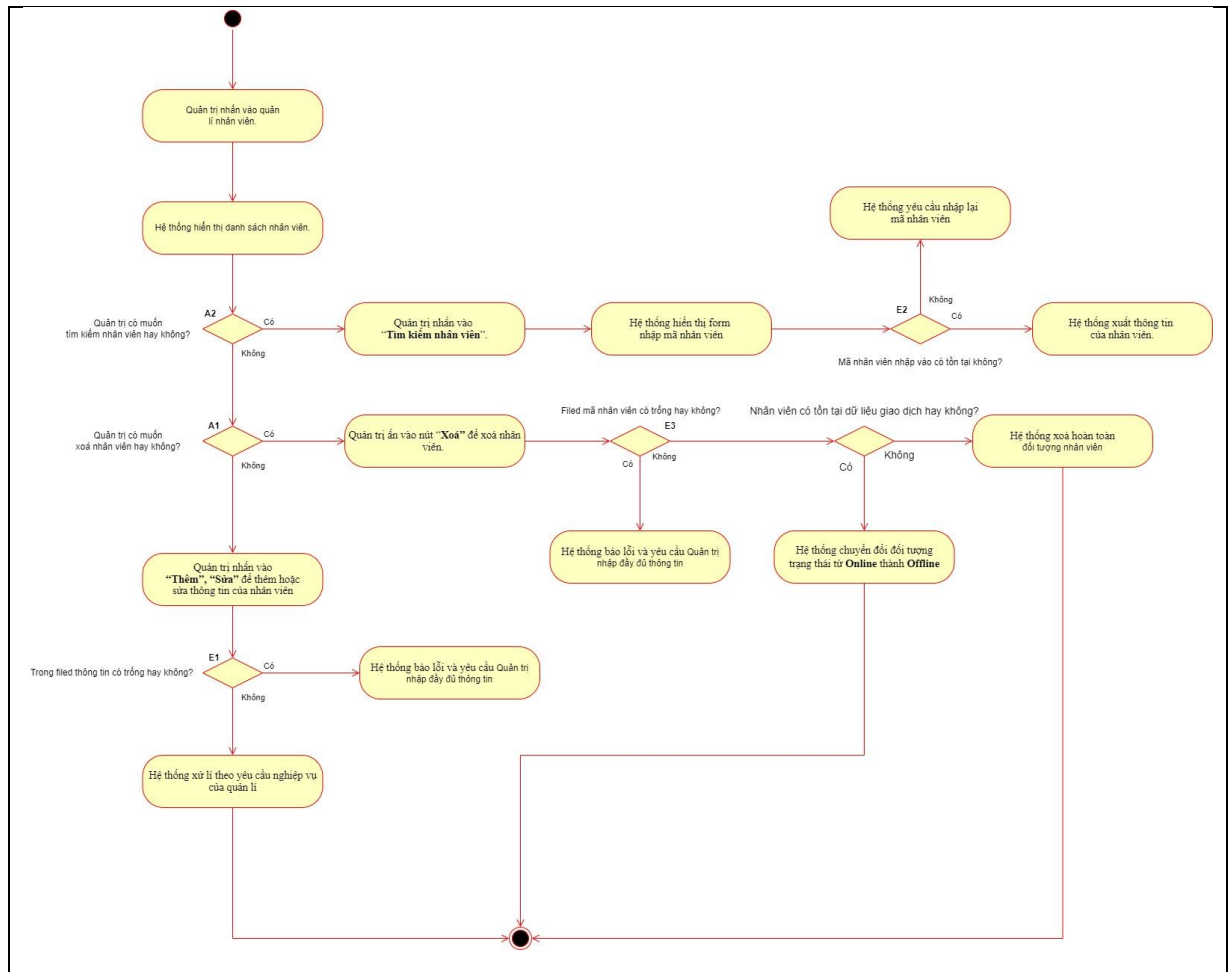 Quản trị nhấn vào quản
lí nhân viên.
Hệ thống hiển thị danh sách nhân viên.
Hệ thống yêu cầu nhập lại
mã nhân viên
Quản trị có muốn
tìm kiếm nhân viên hay không?
A2
Có
Không
Quản trị nhấn vào
“Tìm kiếm nhân viên”.
Hệ thống hiển thị form
nhập mã nhân viên
E2
Không
Có
Mã nhân viên nhập vào có tồn tại không?
Hệ thống xuất thông tin
của nhân viên.
Quản trị có muốn
xoá nhân viên hay không?
A1
Có
Không
Quản trị ấn vào nút “Xoá” để xoá nhân
viên.
Filed mã nhân viên có trống hay không?
E3
Có
Không
Nhân viên có tồn tại dữ liệu giao dịch hay không?
Có
Không
Hệ thống xoá hoàn toàn
đối tượng nhân viên
Hệ thống báo lỗi và yêu cầu Quản trị
nhập đầy đủ thông tin
Hệ thống chuyển đổi đối tượng
trạng thái từ Online thành Offline
Quản trị nhấn vào
“Thêm”, “Sửa” để thêm hoặc
sửa thông tin của nhân viên
Trong filed thông tin có trống hay không?
E1
Có
Không
Hệ thống báo lỗi và yêu cầu Quản trị
nhập đầy đủ thông tin
Hệ thống xử lí theo yêu cầu nghiệp vụ
của quản lí